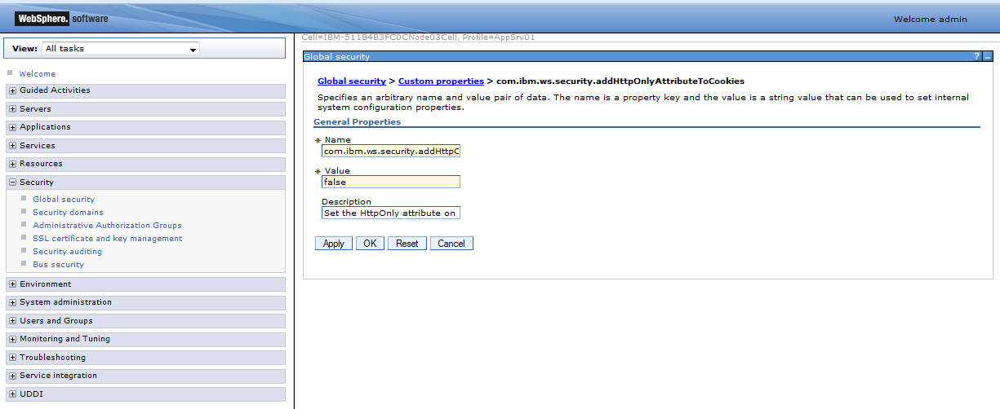 WebSphere. software
Welcome admin
View: All tasks
Welcome
Guided Activities
Servers
Applications
Services
Resources
Security
Global security
Security domains
Administrative Authorization Groups
SSL certificate and key management
Security auditing
Bus security
Environment
System administration
Users and Groups
Monitoring and Tuning
Troubleshooting
Service integration
UDDI
Cell=IBM-511B4B3FC0CNode03Cell, Profile=AppSrv01
Global security ? –
Global security > Custom properties > com.ibm.ws.security.addHttpOnlyAttributeToCookies
Specifies an arbitrary name and value pair of data. The name is a property key and the value is a string value that can be used to set internal
system configuration properties.
General Properties
* Name
com.ibm.ws.security.addHttpO
* Value
false
Description
Set the HttpOnly attribute on
Apply OK Reset Cancel